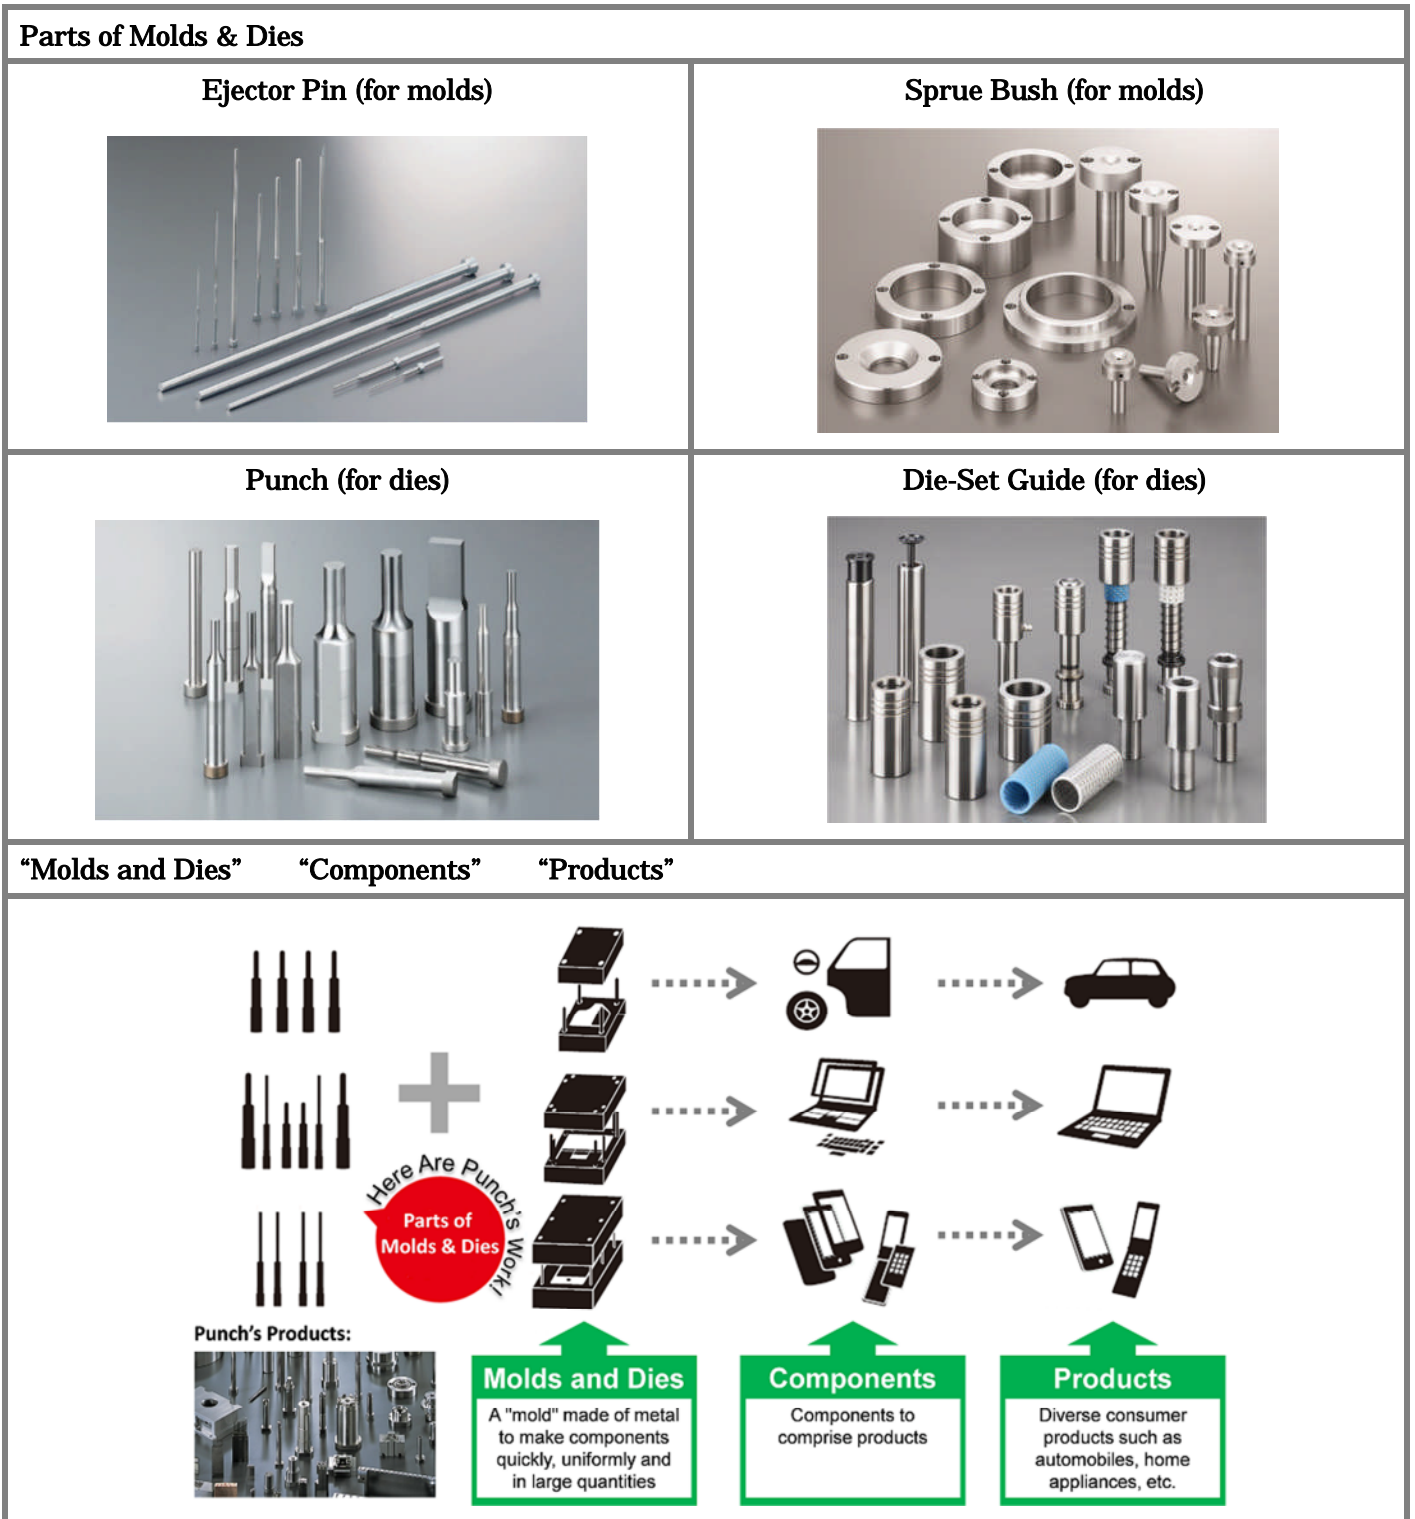 Parts of Molds & Dies
Ejector Pin (for molds)
Sprue Bush (for molds)
Punch (for dies)
Die-Set Guide (for dies)
“Molds and Dies” “Components” “Products”
Here Are Punch's Work!
Parts of
Molds & Dies
Punch's Products:
Molds and Dies
A "mold" made of metal
to make components
quickly, uniformly and
in large quantities
Components
Components to
comprise products
Products
Diverse consumer
products such as
automobiles, home
appliances, etc.